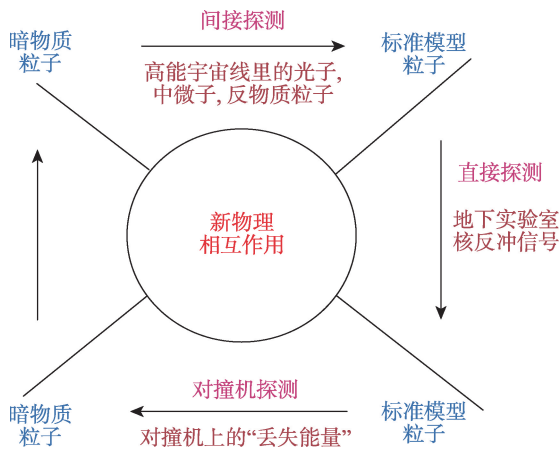 间接探测
暗物质
粒子
标准模型
粒子
高能宇宙线里的光子,
中微子, 反物质粒子
直接探测
地下实验室
核反冲信号
新物理
相互作用
对撞机探测
暗物质
粒子
标准模型
粒子
对撞机上的“丢失能量”